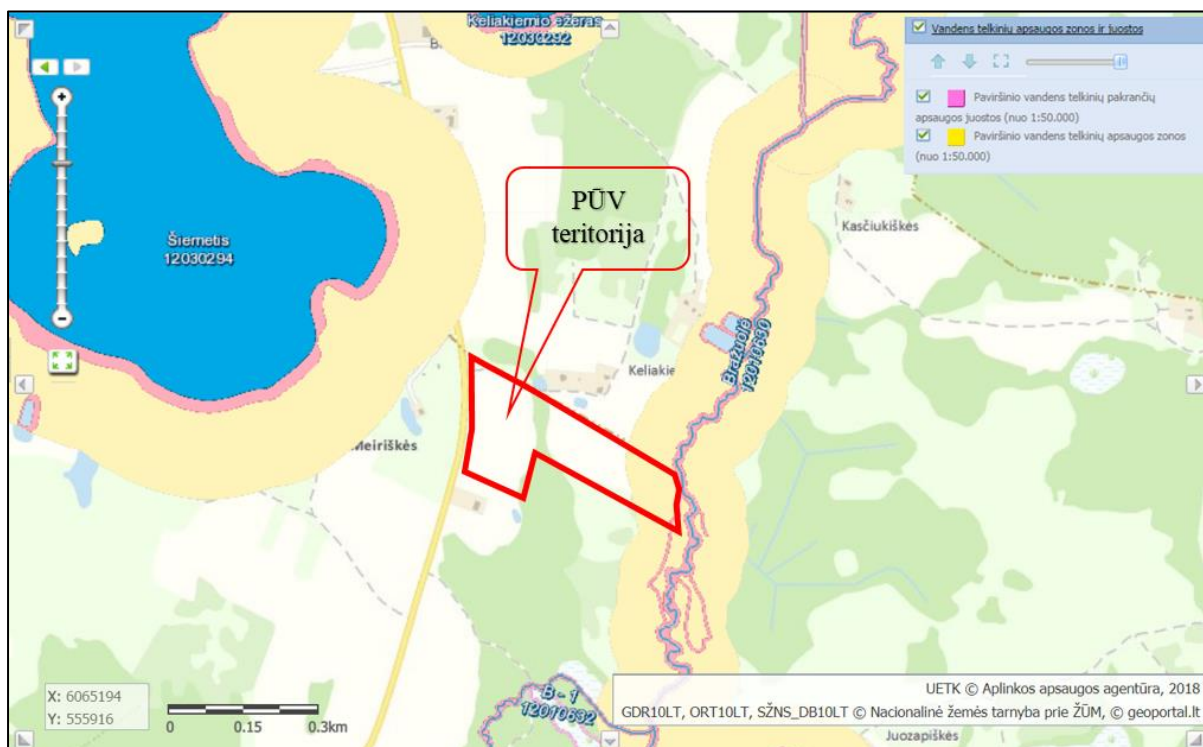 Keliakiemio ežeras
12030292
Vandens telkinių apsaugos zonos ir juostos
Paviršinio vandens telkinių pakrančių
apsaugos juostos (nuo 1:50.000)
Paviršinio vandens telkinių apsaugos zonos
(nuo 1:50.000)
PŪV
teritorija
Kasčiukiškės
Šiemetis
12030294
Bražuolė
12010630
Keliakie
Meiriškės
X: 6065194
Y: 555916
0 0.15 0.3km
B - 1
12010632
UETK © Aplinkos apsaugos agentūra, 2018
GDR10LT, ORT10LT, SŽNS_DB10LT © Nacionalinė žemės tarnyba prie ŽŪM, © geoportal.lt
Juozapiškės